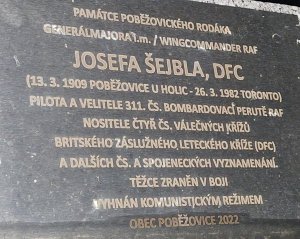 PAMÁTCE POBĚŽOVICKÉHO RODÁKA
GENERÁLMAJORA i.m. / WINGCOMMANDER RAF
JOSEFA ŠEJBLA, DFC
(13. 3. 1909 POBĚŽOVICE U HOLIC - 26. 3. 1982 TORONTO)
PILOTA A VELITELE 311. ČS. BOMBARDOVACÍ PERUTĚ RAF
NOSITELE ČTYŘ ČS. VÁLEČNÝCH KŘÍŽŮ
BRITSKÉHO ZÁSLUŽNÉHO LETECKÉHO KŘÍŽE (DFC)
A DALŠÍCH ČS. A SPOJENECKÝCH VYZNAMENÁNÍ.
TĚŽCE ZRANĚN V BOJI
VYHNÁN KOMUNISTICKÝM REŽIMEM
OBEC POBĚŽOVICE 2022